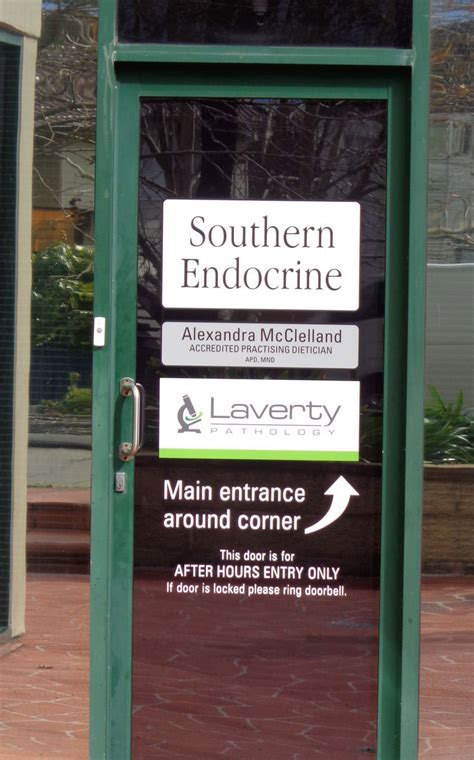 Southern
Endocrine
Alexandra McClelland
ACCREDITED PRACTISING DIETICIAN
APD, MND
Laverty
PATHOLOGY
Main entrance
around corner
This door is for
AFTER HOURS ENTRY ONLY
If door is locked please ring doorbell.